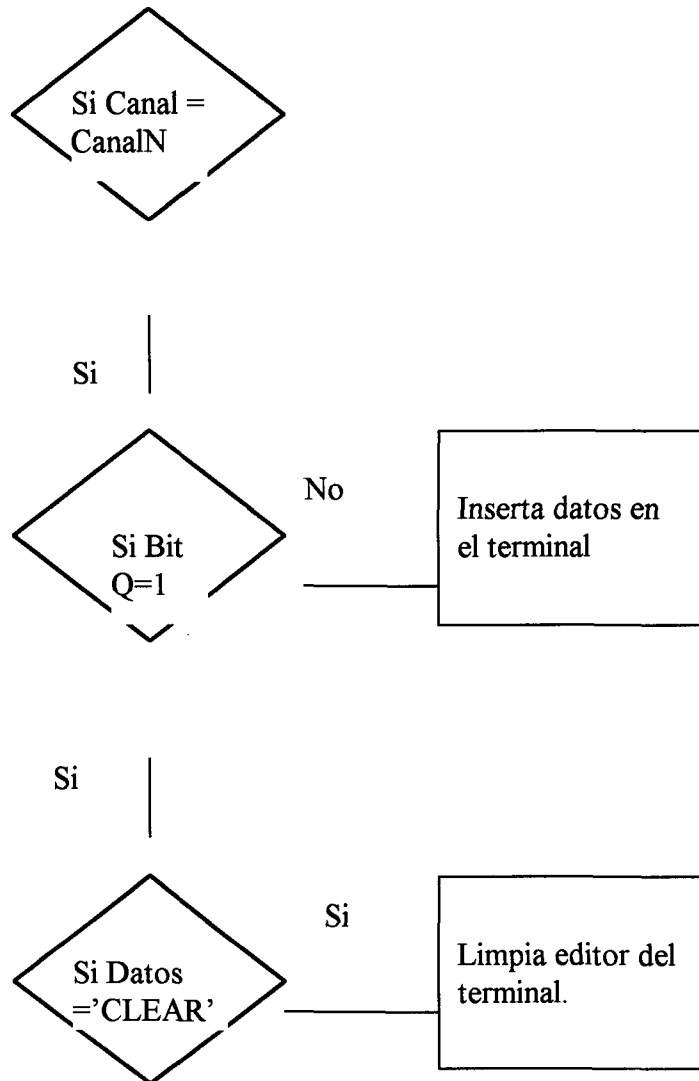 Si Canal =
CanalN
Si
Si Bit
Q=1
No
Inserta datos en
el terminal
Si
Si Datos
='CLEAR'
Si
Limpia editor del
terminal.